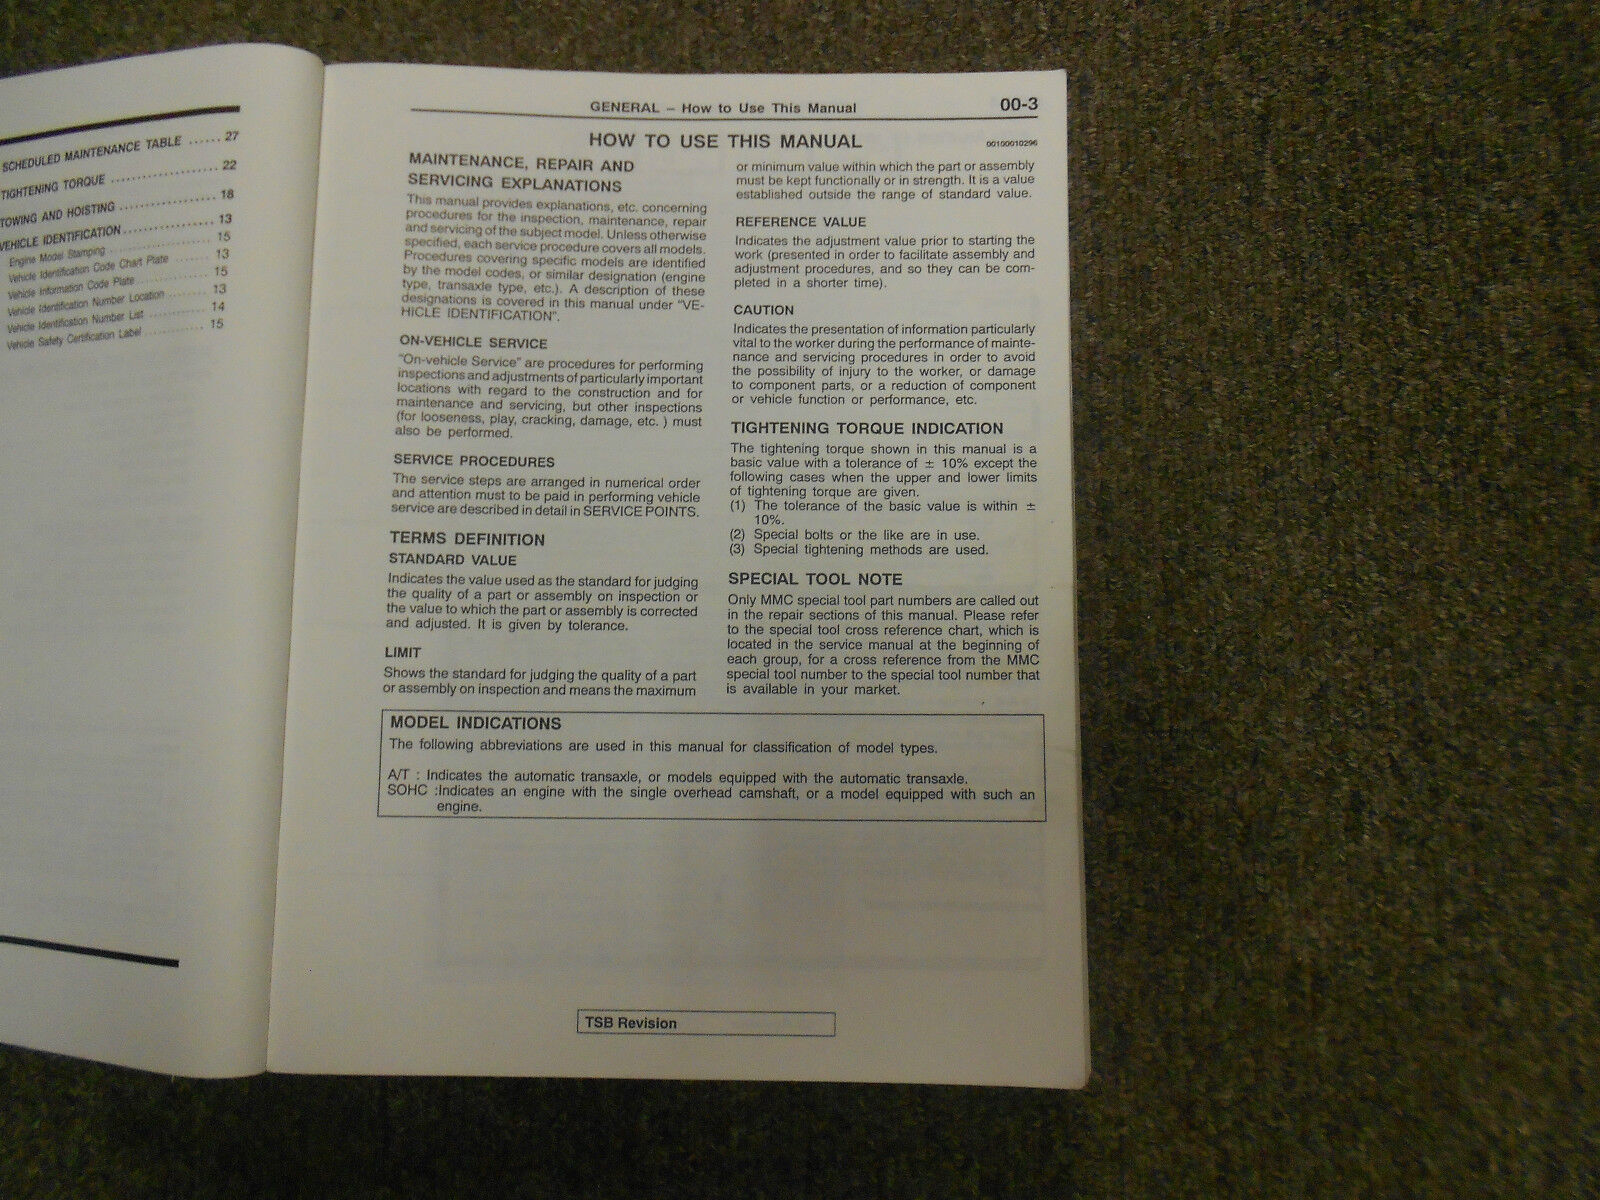 SCHEDULED MAINTENANCE TABLE ...... 27
TIGHTENING TORQUE .................... 22
TOWING AND HOISTING .................. 18
VEHICLE IDENTIFICATION ................. 13
Engine Model Stamping ..................... 15
Vehicle Identification Code Chart Plate ....... 13
Vehicle Information Code Plate ............... 15
Vehicle Identification Number Location ........ 13
Vehicle Identification Number List ............ 14
Vehicle Safety Certification Label ............. 15
GENERAL – How to Use This Manual
00-3
HOW TO USE THIS MANUAL
00100010296
MAINTENANCE, REPAIR AND
SERVICING EXPLANATIONS
This manual provides explanations, etc. concerning
procedures for the inspection, maintenance, repair
and servicing of the subject model. Unless otherwise
specified, each service procedure covers all models.
Procedures covering specific models are identified
by the model codes, or similar designation (engine
type, transaxle type, etc.). A description of these
designations is covered in this manual under "VE-
HICLE IDENTIFICATION".
ON-VEHICLE SERVICE
"On-vehicle Service" are procedures for performing
inspections and adjustments of particularly important
locations with regard to the construction and for
maintenance and servicing, but other inspections
(for looseness, play, cracking, damage, etc. ) must
also be performed.
SERVICE PROCEDURES
The service steps are arranged in numerical order
and attention must to be paid in performing vehicle
service are described in detail in SERVICE POINTS.
TERMS DEFINITION
STANDARD VALUE
Indicates the value used as the standard for judging
the quality of a part or assembly on inspection or
the value to which the part or assembly is corrected
and adjusted. It is given by tolerance.
LIMIT
Shows the standard for judging the quality of a part
or assembly on inspection and means the maximum
or minimum value within which the part or assembly
must be kept functionally or in strength. It is a value
established outside the range of standard value.
REFERENCE VALUE
Indicates the adjustment value prior to starting the
work (presented in order to facilitate assembly and
adjustment procedures, and so they can be com-
pleted in a shorter time).
CAUTION
Indicates the presentation of information particularly
vital to the worker during the performance of mainte-
nance and servicing procedures in order to avoid
the possibility of injury to the worker, or damage
to component parts, or a reduction of component
or vehicle function or performance, etc.
TIGHTENING TORQUE INDICATION
The tightening torque shown in this manual is a
basic value with a tolerance of ± 10% except the
following cases when the upper and lower limits
of tightening torque are given.
(1) The tolerance of the basic value is within ±
10%.
(2) Special bolts or the like are in use.
(3) Special tightening methods are used.
SPECIAL TOOL NOTE
Only MMC special tool part numbers are called out
in the repair sections of this manual. Please refer
to the special tool cross reference chart, which is
located in the service manual at the beginning of
each group, for a cross reference from the MMC
special tool number to the special tool number that
is available in your market.
MODEL INDICATIONS
The following abbreviations are used in this manual for classification of model types.
A/T : Indicates the automatic transaxle, or models equipped with the automatic transaxle.
SOHC :Indicates an engine with the single overhead camshaft, or a model equipped with such an
engine.
TSB Revision